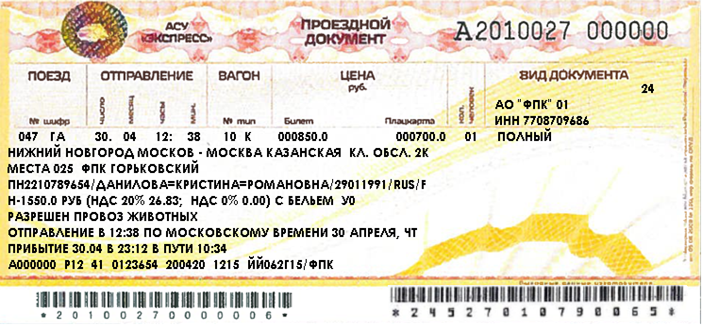 АСУ «ЭКСПРЕСС» ПРОЕЗДНОЙ ДОКУМЕНТ А2010027 000000
ПОЕЗД ОТПРАВЛЕНИЕ ВАГОН ЦЕНА руб. ВИД ДОКУМЕНТА
№ шифр число месяц часы мин. № тип Билет Плацкарта кол. человек
24
АО "ФПК" 01
ИНН 7708709686
047 ГА 30. 04 12: 38 10 К 000850.0 000700.0 01 ПОЛНЫЙ
НИЖНИЙ НОВГОРОД МОСКОВ - МОСКВА КАЗАНСКАЯ КЛ. ОБСЛ. 2К
МЕСТА 025 ФПК ГОРЬКОВСКИЙ
ПН2210789654/ДАНИЛОВА=КРИСТИНА=РОМАНОВНА/29011991/RUS/F
Н-1550.0 РУБ (НДС 20% 26.83; НДС 0% 0.00) С БЕЛЬЕМ У0
РАЗРЕШЕН ПРОВОЗ ЖИВОТНЫХ
ОТПРАВЛЕНИЕ В 12:38 ПО МОСКОВСКОМУ ВРЕМЕНИ 30 АПРЕЛЯ, ЧТ
ПРИБЫТИЕ 30.04 В 23:12 В ПУТИ 10:34
А000000 Р12 41 0123654 200420 1215 ЙЙ062Г15/ФПК
*20100270000006* *24527010790065*